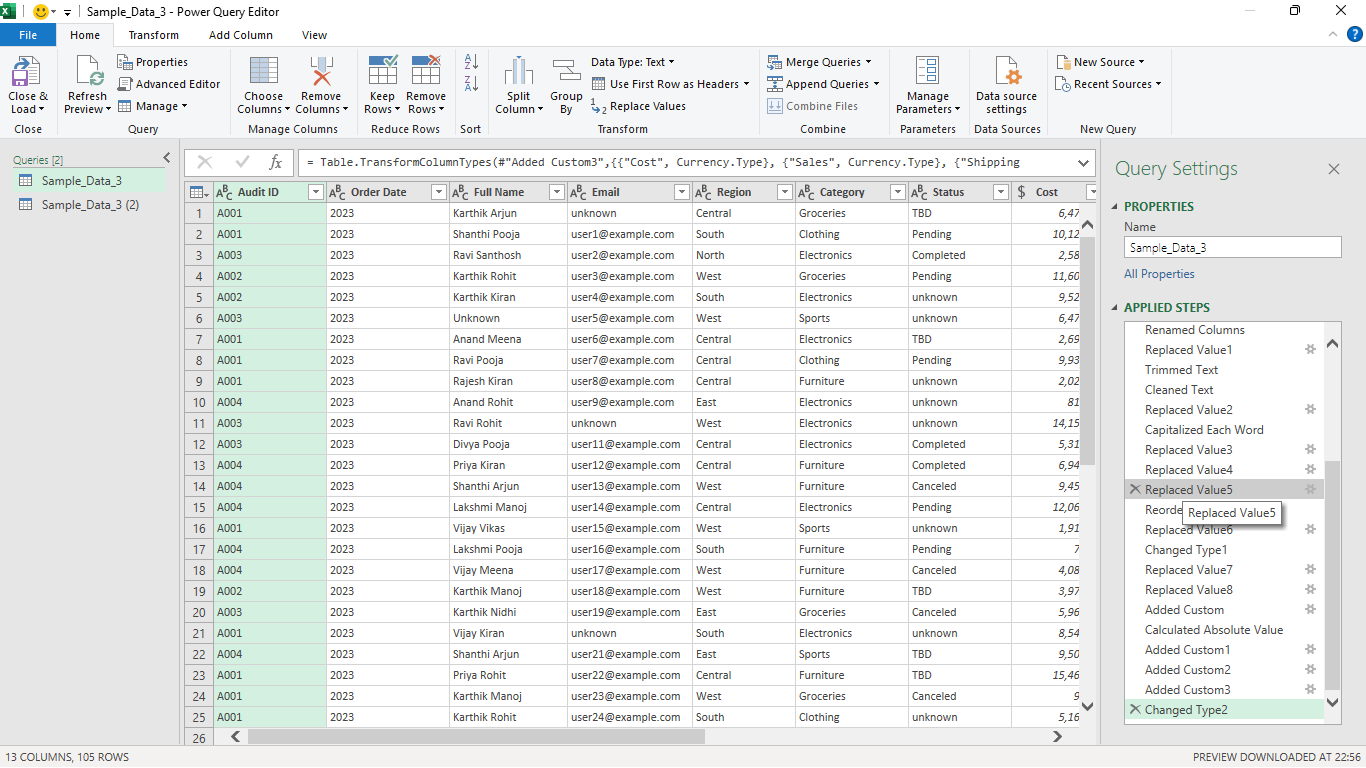 Sample_Data_3 - Power Query Editor
File Home Transform Add Column View
Close & Load
Close
Refresh Preview
Properties
Advanced Editor
Manage
Query
Choose Columns
Remove Columns
Manage Columns
Keep Rows
Remove Rows
Reduce Rows
Sort
Split Column
Group By
Data Type: Text
Use First Row as Headers
Replace Values
Transform
Merge Queries
Append Queries
Combine Files
Combine
Manage Parameters
Parameters
Data source settings
Data Sources
New Source
Recent Sources
New Query
Queries [2]
Sample_Data_3
Sample_Data_3 (2)
fx
= Table.TransformColumnTypes(#"Added Custom3",{{"Cost", Currency.Type}, {"Sales", Currency.Type}, {"Shipping
Audit ID Order Date Full Name Email Region Category Status $ Cost
1 A001 2023 Karthik Arjun unknown Central Groceries TBD 6,47
2 A001 2023 Shanthi Pooja user1@example.com South Clothing Pending 10,12
3 A003 2023 Ravi Santhosh user2@example.com North Electronics Completed 2,58
4 A002 2023 Karthik Rohit user3@example.com West Groceries Pending 11,60
5 A002 2023 Karthik Kiran user4@example.com South Electronics unknown 9,52
6 A003 2023 Unknown user5@example.com West Sports unknown 6,47
7 A001 2023 Anand Meena user6@example.com Central Electronics TBD 2,69
8 A001 2023 Ravi Pooja user7@example.com Central Clothing Pending 9,93
9 A001 2023 Rajesh Kiran user8@example.com Central Furniture unknown 2,02
10 A004 2023 Anand Rohit user9@example.com East Electronics unknown 81
11 A003 2023 Ravi Rohit unknown West Electronics unknown 14,15
12 A003 2023 Divya Pooja user11@example.com Central Electronics Completed 5,31
13 A004 2023 Priya Kiran user12@example.com Central Furniture Completed 6,94
14 A004 2023 Shanthi Arjun user13@example.com West Furniture Canceled 9,45
15 A004 2023 Lakshmi Manoj user14@example.com Central Electronics Pending 12,06
16 A001 2023 Vijay Vikas user15@example.com West Sports unknown 1,91
17 A004 2023 Lakshmi Pooja user16@example.com South Furniture Pending 7
18 A004 2023 Vijay Meena user17@example.com West Furniture Canceled 4,08
19 A002 2023 Karthik Manoj user18@example.com West Furniture TBD 3,97
20 A003 2023 Karthik Nidhi user19@example.com East Groceries Canceled 5,96
21 A001 2023 Vijay Kiran unknown South Electronics unknown 8,54
22 A004 2023 Shanthi Arjun user21@example.com East Sports TBD 9,50
23 A001 2023 Priya Rohit user22@example.com Central Furniture TBD 15,46
24 A001 2023 Karthik Manoj user23@example.com West Groceries Canceled 9
25 A001 2023 Karthik Rohit user24@example.com South Clothing unknown 5,16
26
Query Settings
PROPERTIES
Name
Sample_Data_3
All Properties
APPLIED STEPS
Renamed Columns
Replaced Value1
Trimmed Text
Cleaned Text
Replaced Value2
Capitalized Each Word
Replaced Value3
Replaced Value4
Replaced Value5
Reorde
Replaced Value5
Replaced Value6
Changed Type1
Replaced Value7
Replaced Value8
Added Custom
Calculated Absolute Value
Added Custom1
Added Custom2
Added Custom3
Changed Type2
13 COLUMNS, 105 ROWS
PREVIEW DOWNLOADED AT 22:56